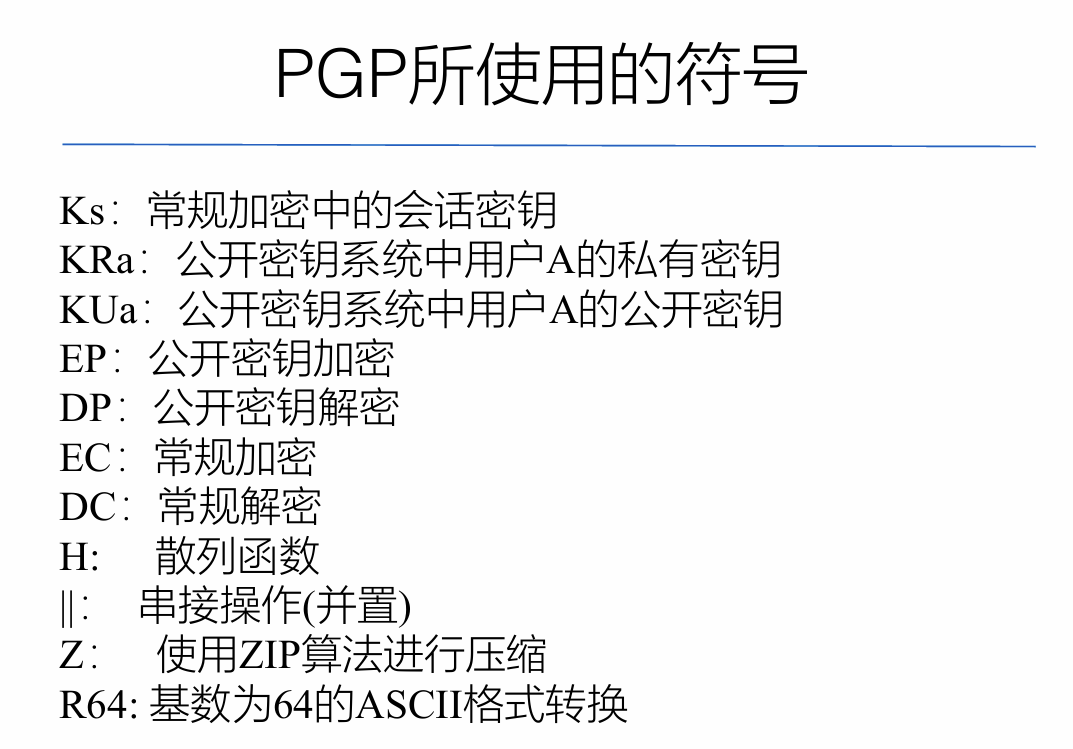 PGP所使用的符号
Ks：常规加密中的会话密钥
KRa：公开密钥系统中用户A的私有密钥
KUa：公开密钥系统中用户A的公开密钥
EP：公开密钥加密
DP：公开密钥解密
EC：常规加密
DC：常规解密
H: 散列函数
||： 串接操作(并置)
Z： 使用ZIP算法进行压缩
R64: 基数为64的ASCII格式转换